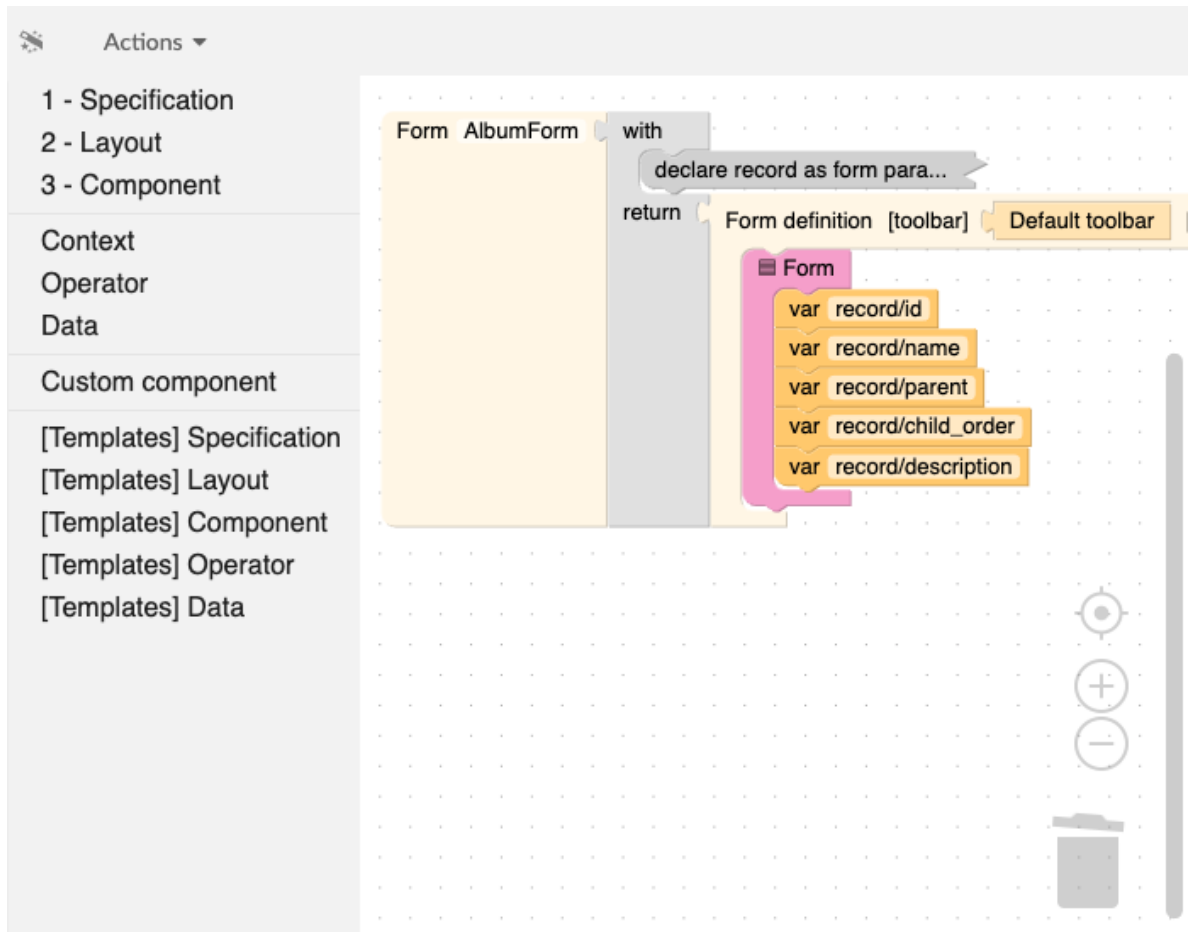 Actions
1 - Specification
2 - Layout
3 - Component
Context
Operator
Data
Custom component
[Templates] Specification
[Templates] Layout
[Templates] Component
[Templates] Operator
[Templates] Data
Form AlbumForm with
declare record as form para...
return Form definition [toolbar] Default toolbar
Form
var record/id
var record/name
var record/parent
var record/child_order
var record/description